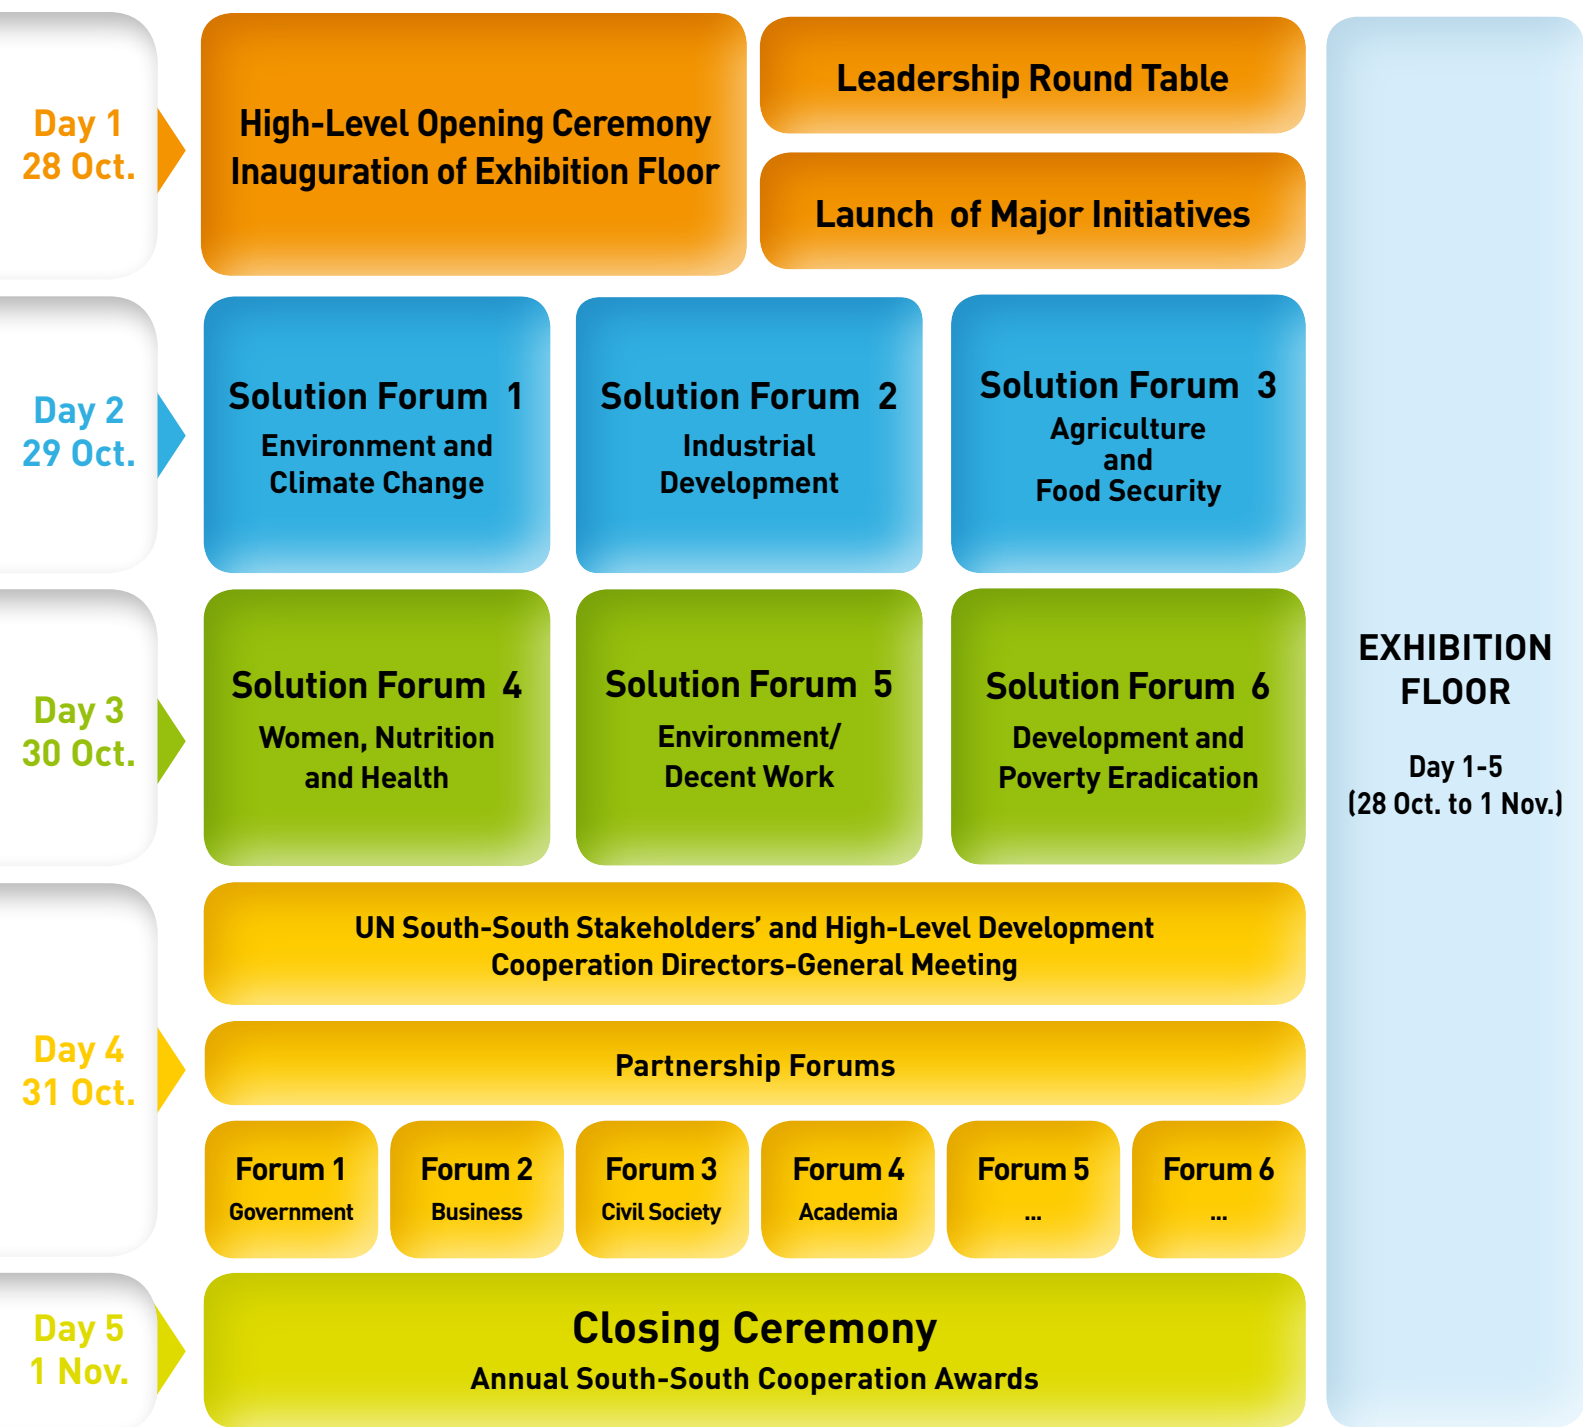 Day 1
28 Oct.
High-Level Opening Ceremony
Inauguration of Exhibition Floor
Leadership Round Table
Launch of Major Initiatives
Day 2
29 Oct.
Solution Forum 1
Environment and
Climate Change
Solution Forum 2
Industrial
Development
Solution Forum 3
Agriculture
and
Food Security
Day 3
30 Oct.
Solution Forum 4
Women, Nutrition
and Health
Solution Forum 5
Environment/
Decent Work
Solution Forum 6
Development and
Poverty Eradication
Day 4
31 Oct.
UN South-South Stakeholders’ and High-Level Development
Cooperation Directors-General Meeting
Partnership Forums
Forum 1
Government
Forum 2
Business
Forum 3
Civil Society
Forum 4
Academia
Forum 5
...
Forum 6
...
Day 5
1 Nov.
Closing Ceremony
Annual South-South Cooperation Awards
EXHIBITION
FLOOR
Day 1-5
(28 Oct. to 1 Nov.)